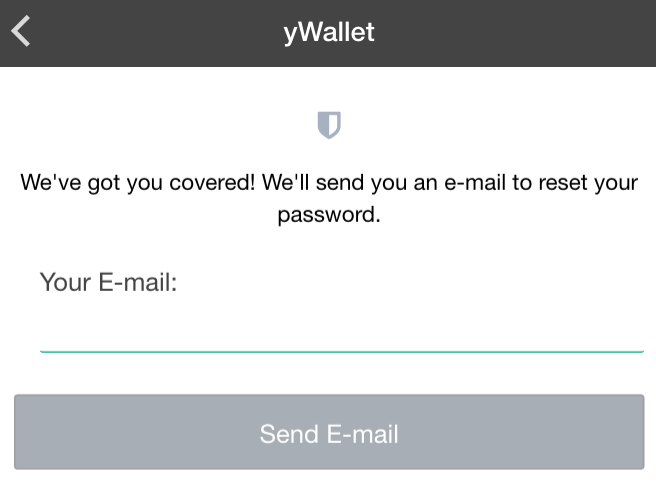 yWallet
We've got you covered! We'll send you an e-mail to reset your
password.
Your E-mail:
Send E-mail